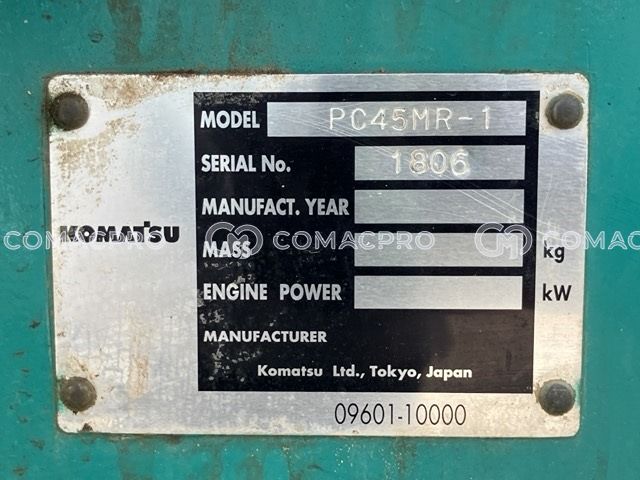 MODEL PC45MR-1
SERIAL No. 1806
MANUFACT. YEAR
KOMATSU
COMACPRO COMACPRO COMACPRO
MASS kg
ENGINE POWER kW
MANUFACTURER
Komatsu Ltd., Tokyo, Japan
09601-10000